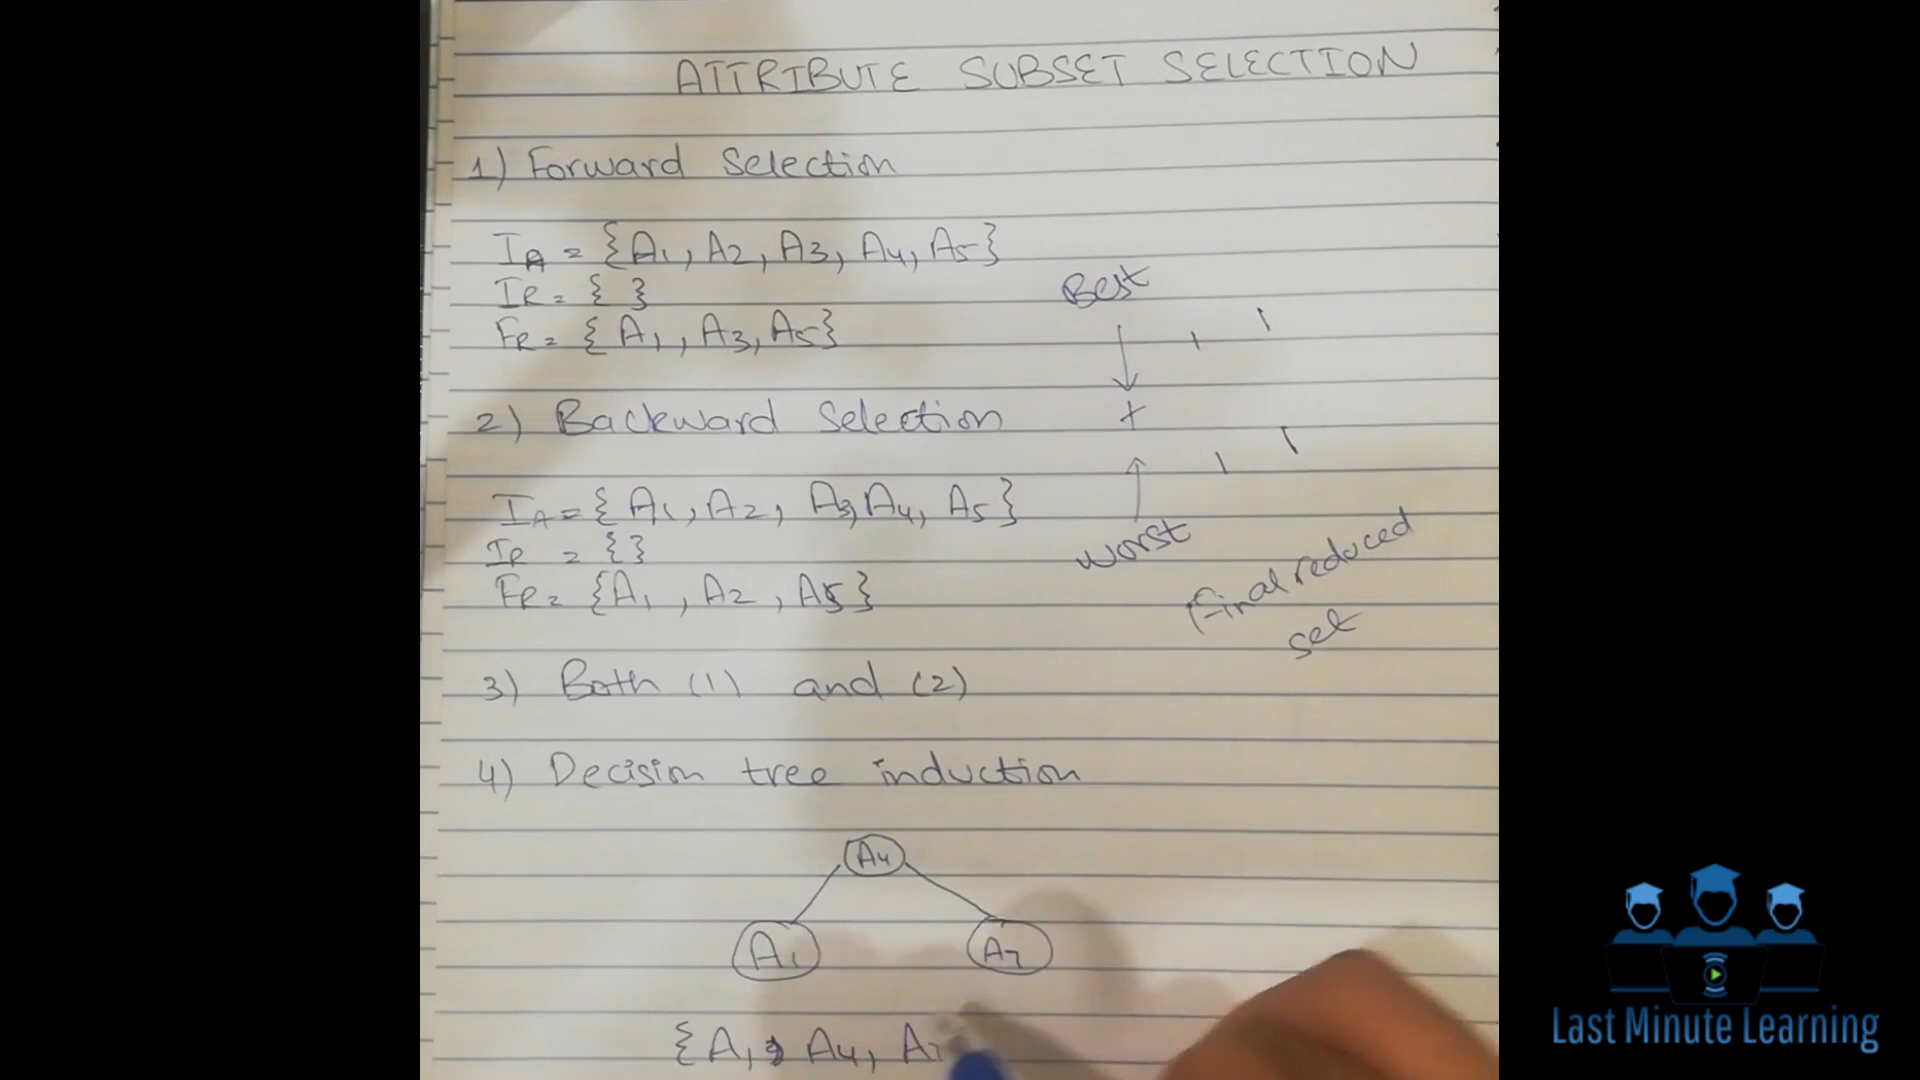 ATTRIBUTE SUBSET SELECTION
1) Forward Selection
IA = {A1, A2, A3, A4, A5}
IR = { }
FR = {A1, A3, A5}
Best
2) Backward Selection
IA = {A1, A2, A3, A4, A5}
IR = {}
FR = {A1, A2, A5}
worst
(final reduced
set
3) Both (1) and (2)
4) Decision tree induction
A4
A1
A7
{A1, A4, A7
Last Minute Learning